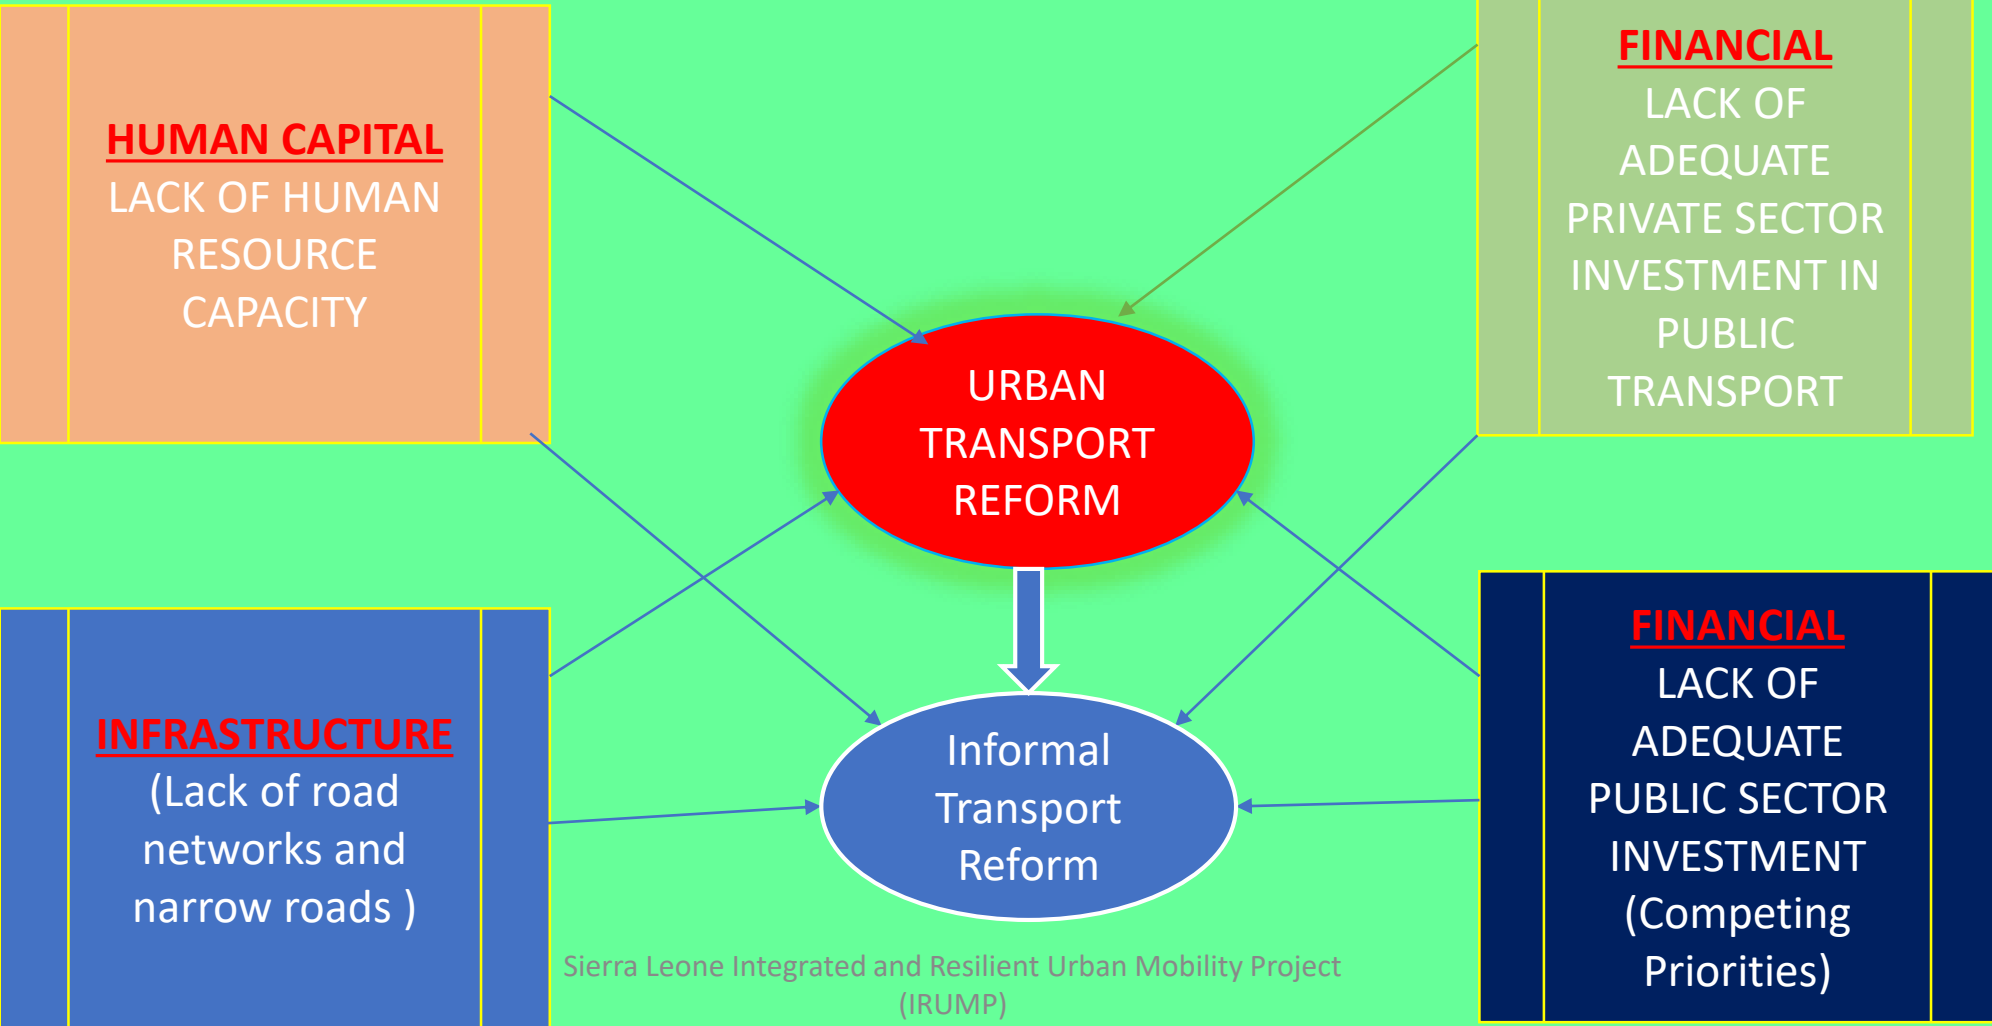 HUMAN CAPITAL
LACK OF HUMAN
RESOURCE
CAPACITY
FINANCIAL
LACK OF
ADEQUATE
PRIVATE SECTOR
INVESTMENT IN
PUBLIC
TRANSPORT
URBAN
TRANSPORT
REFORM
INFRASTRUCTURE
(Lack of road
networks and
narrow roads )
Informal
Transport
Reform
FINANCIAL
LACK OF
ADEQUATE
PUBLIC SECTOR
INVESTMENT
(Competing
Priorities)
Sierra Leone Integrated and Resilient Urban Mobility Project
(IRUMP)